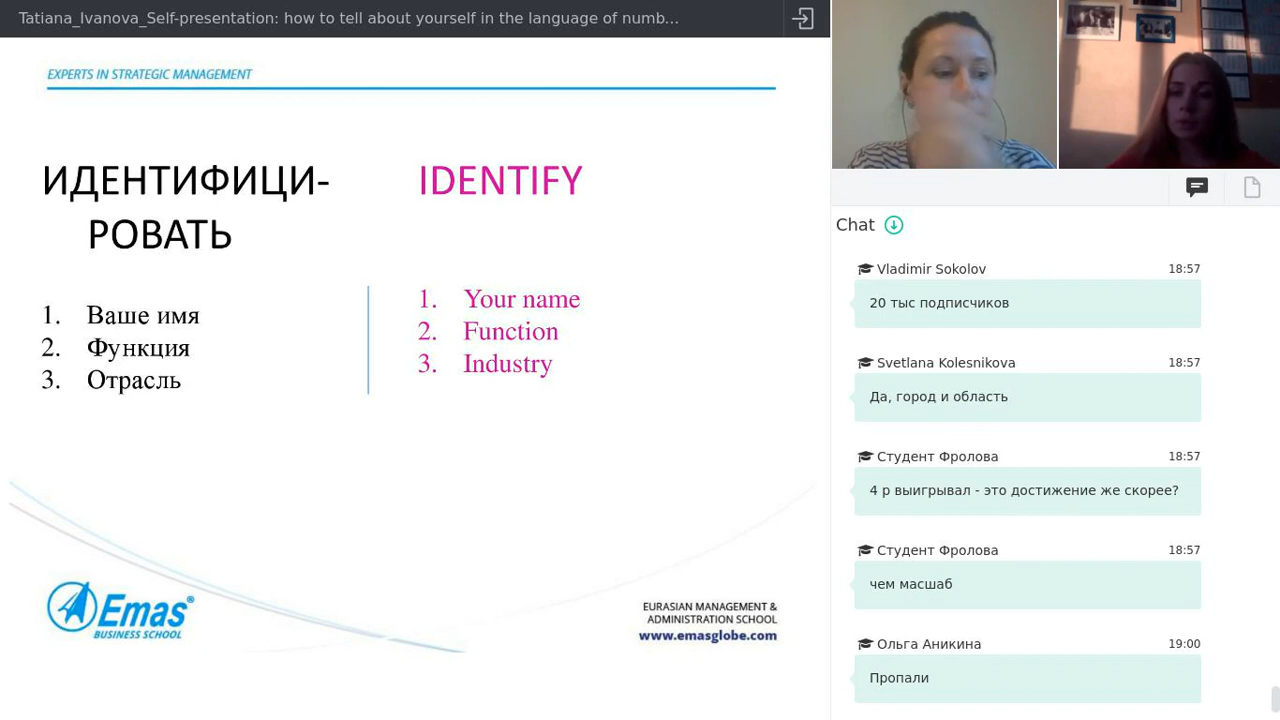 Tatiana_Ivanova_Self-presentation: how to tell about yourself in the language of numb...
EXPERTS IN STRATEGIC MANAGEMENT
ИДЕНТИФИЦИ-
РОВАТЬ
1. Ваше имя
2. Функция
3. Отрасль
IDENTIFY
1. Your name
2. Function
3. Industry
Emas®
BUSINESS SCHOOL
EURASIAN MANAGEMENT &
ADMINISTRATION SCHOOL
www.emasglobe.com
Chat
Vladimir Sokolov 18:57
20 тыс подписчиков
Svetlana Kolesnikova 18:57
Да, город и область
Студент Фролова 18:57
4 р выигрывал - это достижение же скорее?
Студент Фролова 18:57
чем масшаб
Ольга Аникина 19:00
Пропали